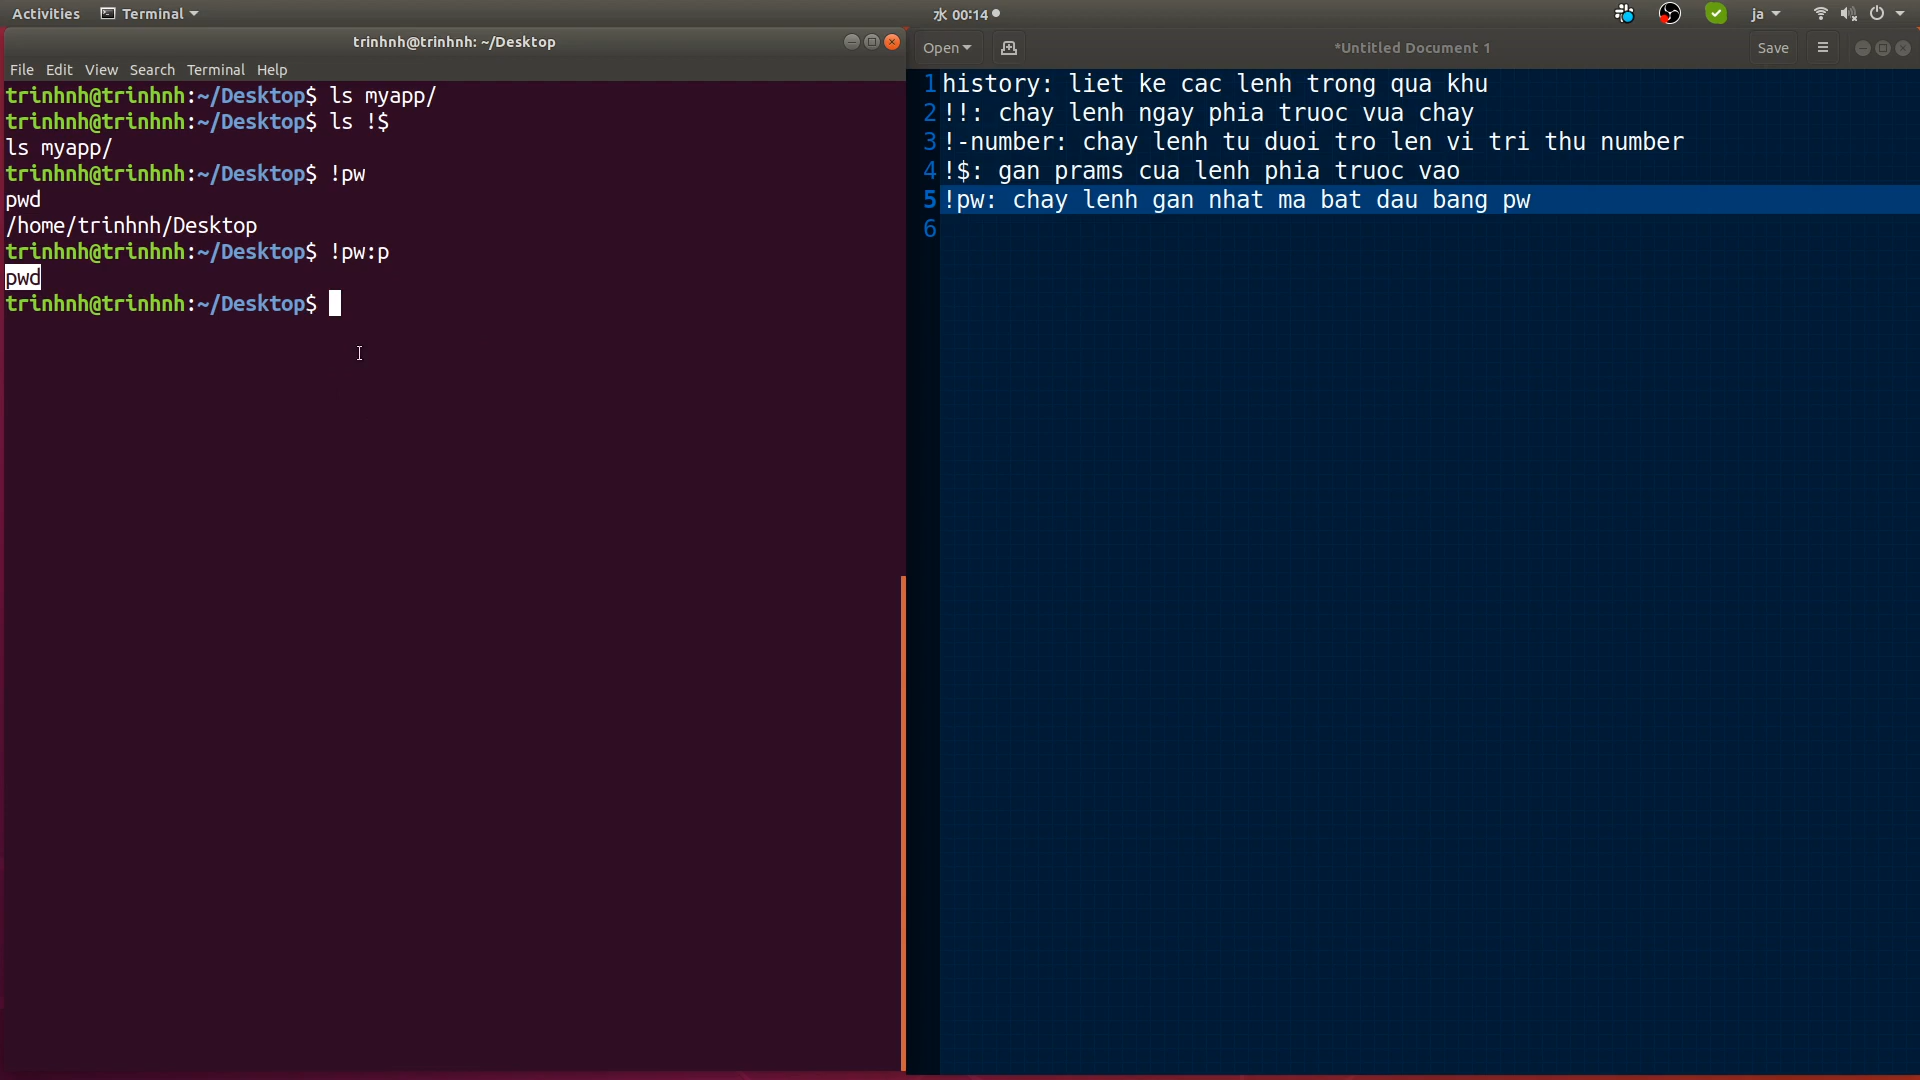 Activities
Terminal
水 00:14
ja
trinhnh@trinhnh: ~/Desktop
File Edit View Search Terminal Help
trinhnh@trinhnh:~/Desktop$ ls myapp/
trinhnh@trinhnh:~/Desktop$ ls !$
ls myapp/
trinhnh@trinhnh:~/Desktop$ !pw
pwd
/home/trinhnh/Desktop
trinhnh@trinhnh:~/Desktop$ !pw:p
pwd
trinhnh@trinhnh:~/Desktop$
Open
*Untitled Document 1
Save
1 history: liet ke cac lenh trong qua khu
2 !!: chay lenh ngay phia truoc vua chay
3 !-number: chay lenh tu duoi tro len vi tri thu number
4 !$: gan prams cua lenh phia truoc vao
5 !pw: chay lenh gan nhat ma bat dau bang pw
6